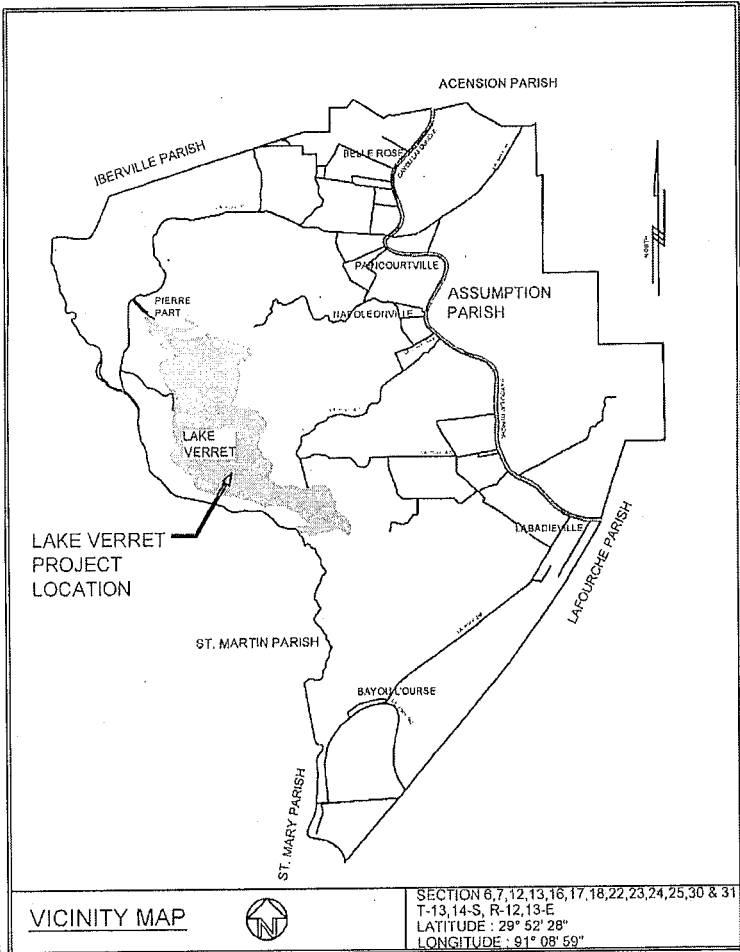 ACENSION PARISH
IBERVILLE PARISH
BELLE ROSE
PAINCOURTVILLE
ASSUMPTION
PARISH
PIERRE
PART
NAPOLEONVILLE
LAKE
VERRET
LAKE VERRET
PROJECT
LOCATION
LABADIEVILLE
LAFOURCHE PARISH
ST. MARTIN PARISH
BAYOU L'OURSE
ST. MARY PARISH
VICINITY MAP
N
SECTION 6,7,12,13,16,17,18,22,23,24,25,30 & 31
T-13,14-S, R-12,13-E
LATITUDE : 29° 52' 28"
LONGITUDE : 91° 08' 59"